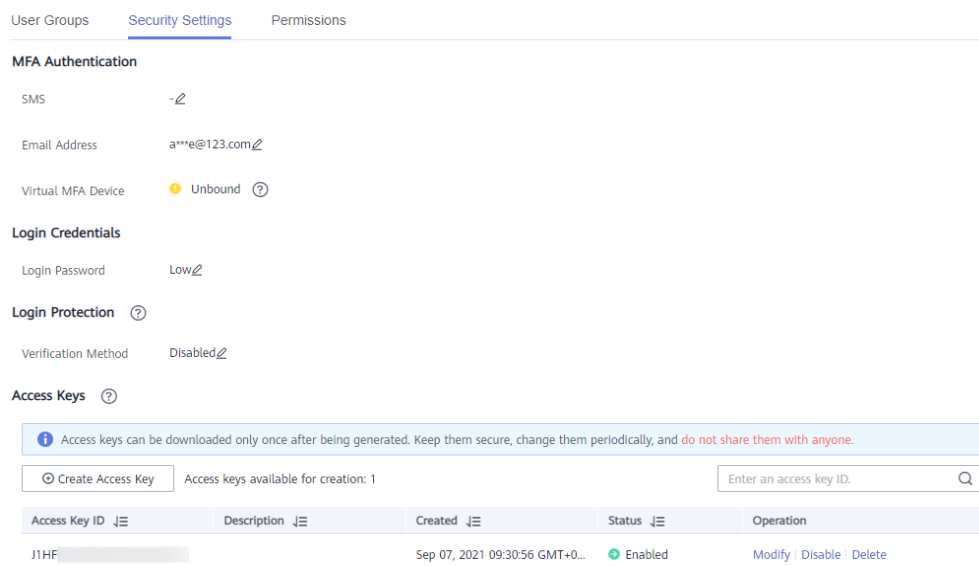 User Groups Security Settings Permissions
MFA Authentication
SMS -
Email Address a***e@123.com
Virtual MFA Device Unbound
Login Credentials
Login Password Low
Login Protection
Verification Method Disabled
Access Keys
Access keys can be downloaded only once after being generated. Keep them secure, change them periodically, and do not share them with anyone.
Create Access Key Access keys available for creation: 1 Enter an access key ID.
Access Key ID Description Created Status Operation
J1HF Sep 07, 2021 09:30:56 GMT+0... Enabled Modify | Disable | Delete